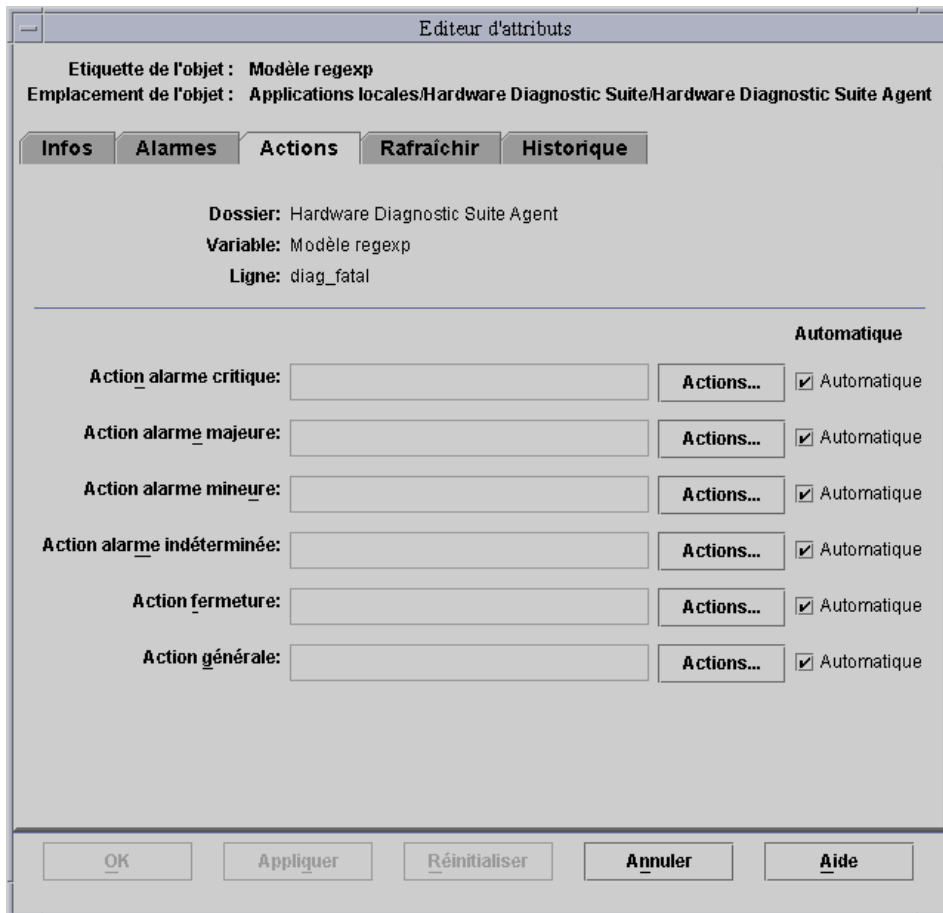 Editeur d'attributs
Etiquette de l'objet : Modèle regexp
Emplacement de l'objet : Applications locales/Hardware Diagnostic Suite/Hardware Diagnostic Suite Agent
Infos Alarmes Actions Rafraîchir Historique
Dossier: Hardware Diagnostic Suite Agent
Variable: Modèle regexp
Ligne: diag_fatal
Automatique
Action alarme critique: Actions... Automatique
Action alarme majeure: Actions... Automatique
Action alarme mineure: Actions... Automatique
Action alarme indéterminée: Actions... Automatique
Action fermeture: Actions... Automatique
Action générale: Actions... Automatique
OK Appliquer Réinitialiser Annuler Aide